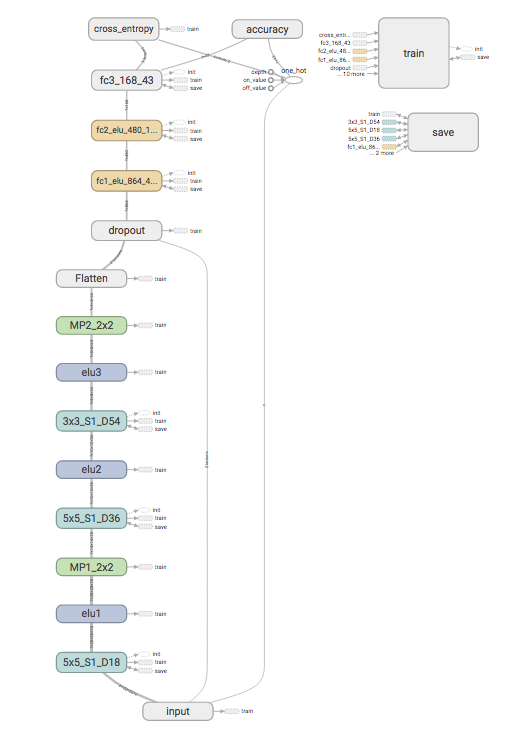 cross_entropy
train
accuracy
train
cross_entr...
fc3_168_43
fc2_elu_48...
fc1_elu_86...
dropout
... 10 more
init
save
fc3_168_43
init
train
save
depth
on_value
off_value
one_hot
save
train
3x3_S1_D54
5x5_S1_D18
5x5_S1_D36
fc1_elu_86...
... 2 more
fc2_elu_480_1...
init
train
save
fc1_elu_864_4...
init
train
save
dropout
train
Flatten
train
MP2_2x2
train
elu3
train
3x3_S1_D54
init
train
save
elu2
train
5x5_S1_D36
init
train
save
MP1_2x2
train
elu1
train
5x5_S1_D18
init
train
save
input
train